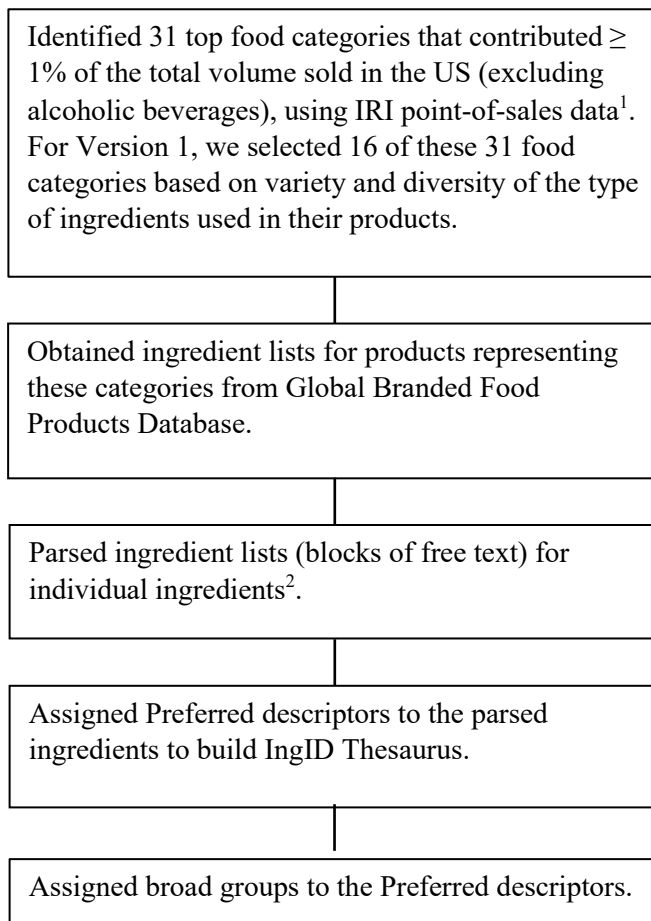 Identified 31 top food categories that contributed ≥
1% of the total volume sold in the US (excluding
alcoholic beverages), using IRI point-of-sales data¹.
For Version 1, we selected 16 of these 31 food
categories based on variety and diversity of the type
of ingredients used in their products.
Obtained ingredient lists for products representing
these categories from Global Branded Food
Products Database.
Parsed ingredient lists (blocks of free text) for
individual ingredients².
Assigned Preferred descriptors to the parsed
ingredients to build IngID Thesaurus.
Assigned broad groups to the Preferred descriptors.